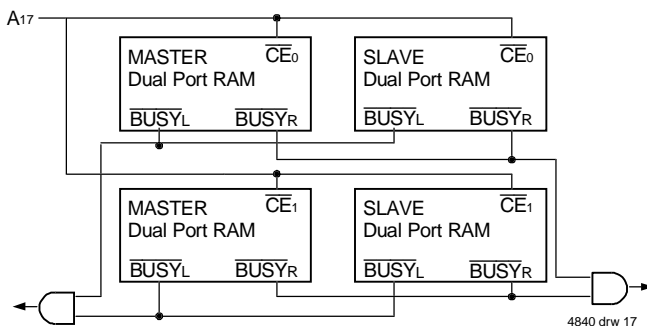 A17
MASTER
Dual Port RAM
CE0
BUSYL
BUSYR
SLAVE
Dual Port RAM
CE0
BUSYL
BUSYR
MASTER
Dual Port RAM
CE1
BUSYL
BUSYR
SLAVE
Dual Port RAM
CE1
BUSYL
BUSYR
4840 drw 17